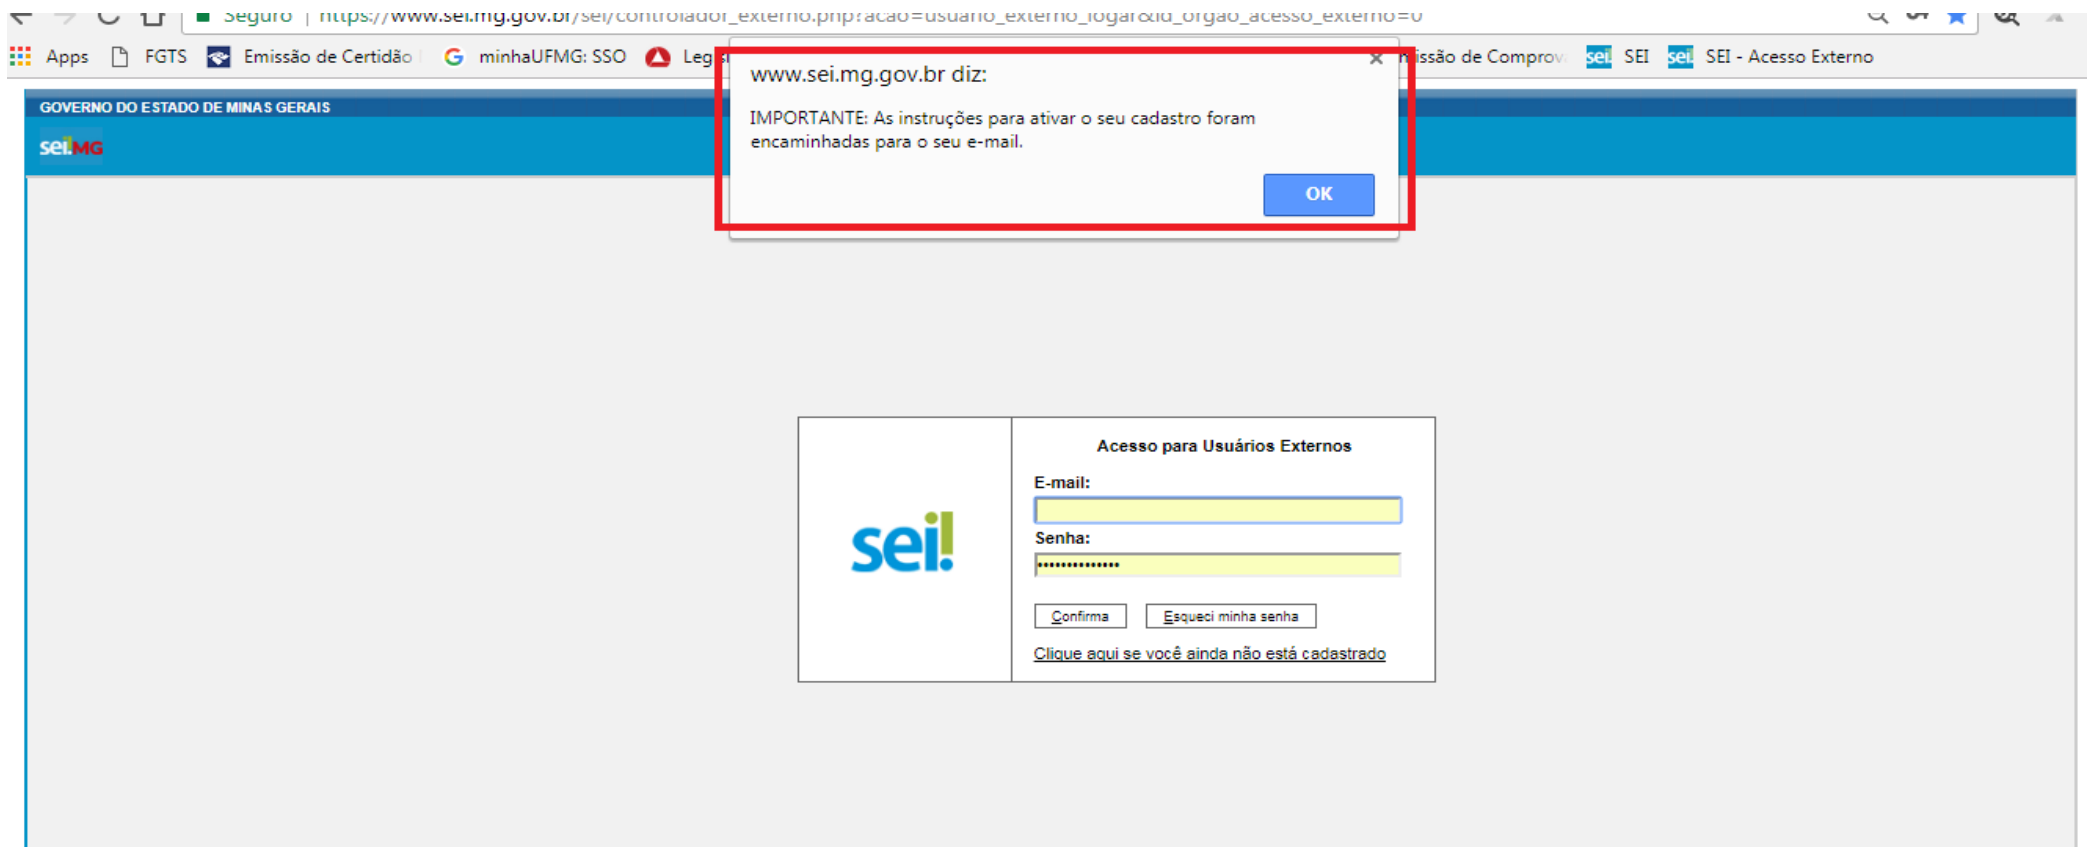 Seguro | https://www.sei.mg.gov.br/sei/controlador_externo.php?acao=usuario_externo_logar&id_orgao_acesso_externo=0
Apps FGTS Emissão de Certidão minhaUFMG: SSO Legis missão de Comprov SEI SEI - Acesso Externo
www.sei.mg.gov.br diz:
IMPORTANTE: As instruções para ativar o seu cadastro foram
encaminhadas para o seu e-mail.
OK
GOVERNO DO ESTADO DE MINAS GERAIS
sei!MG
sei!
Acesso para Usuários Externos
E-mail:
Senha:
••••••••••••••
Confirma Esqueci minha senha
Clique aqui se você ainda não está cadastrado